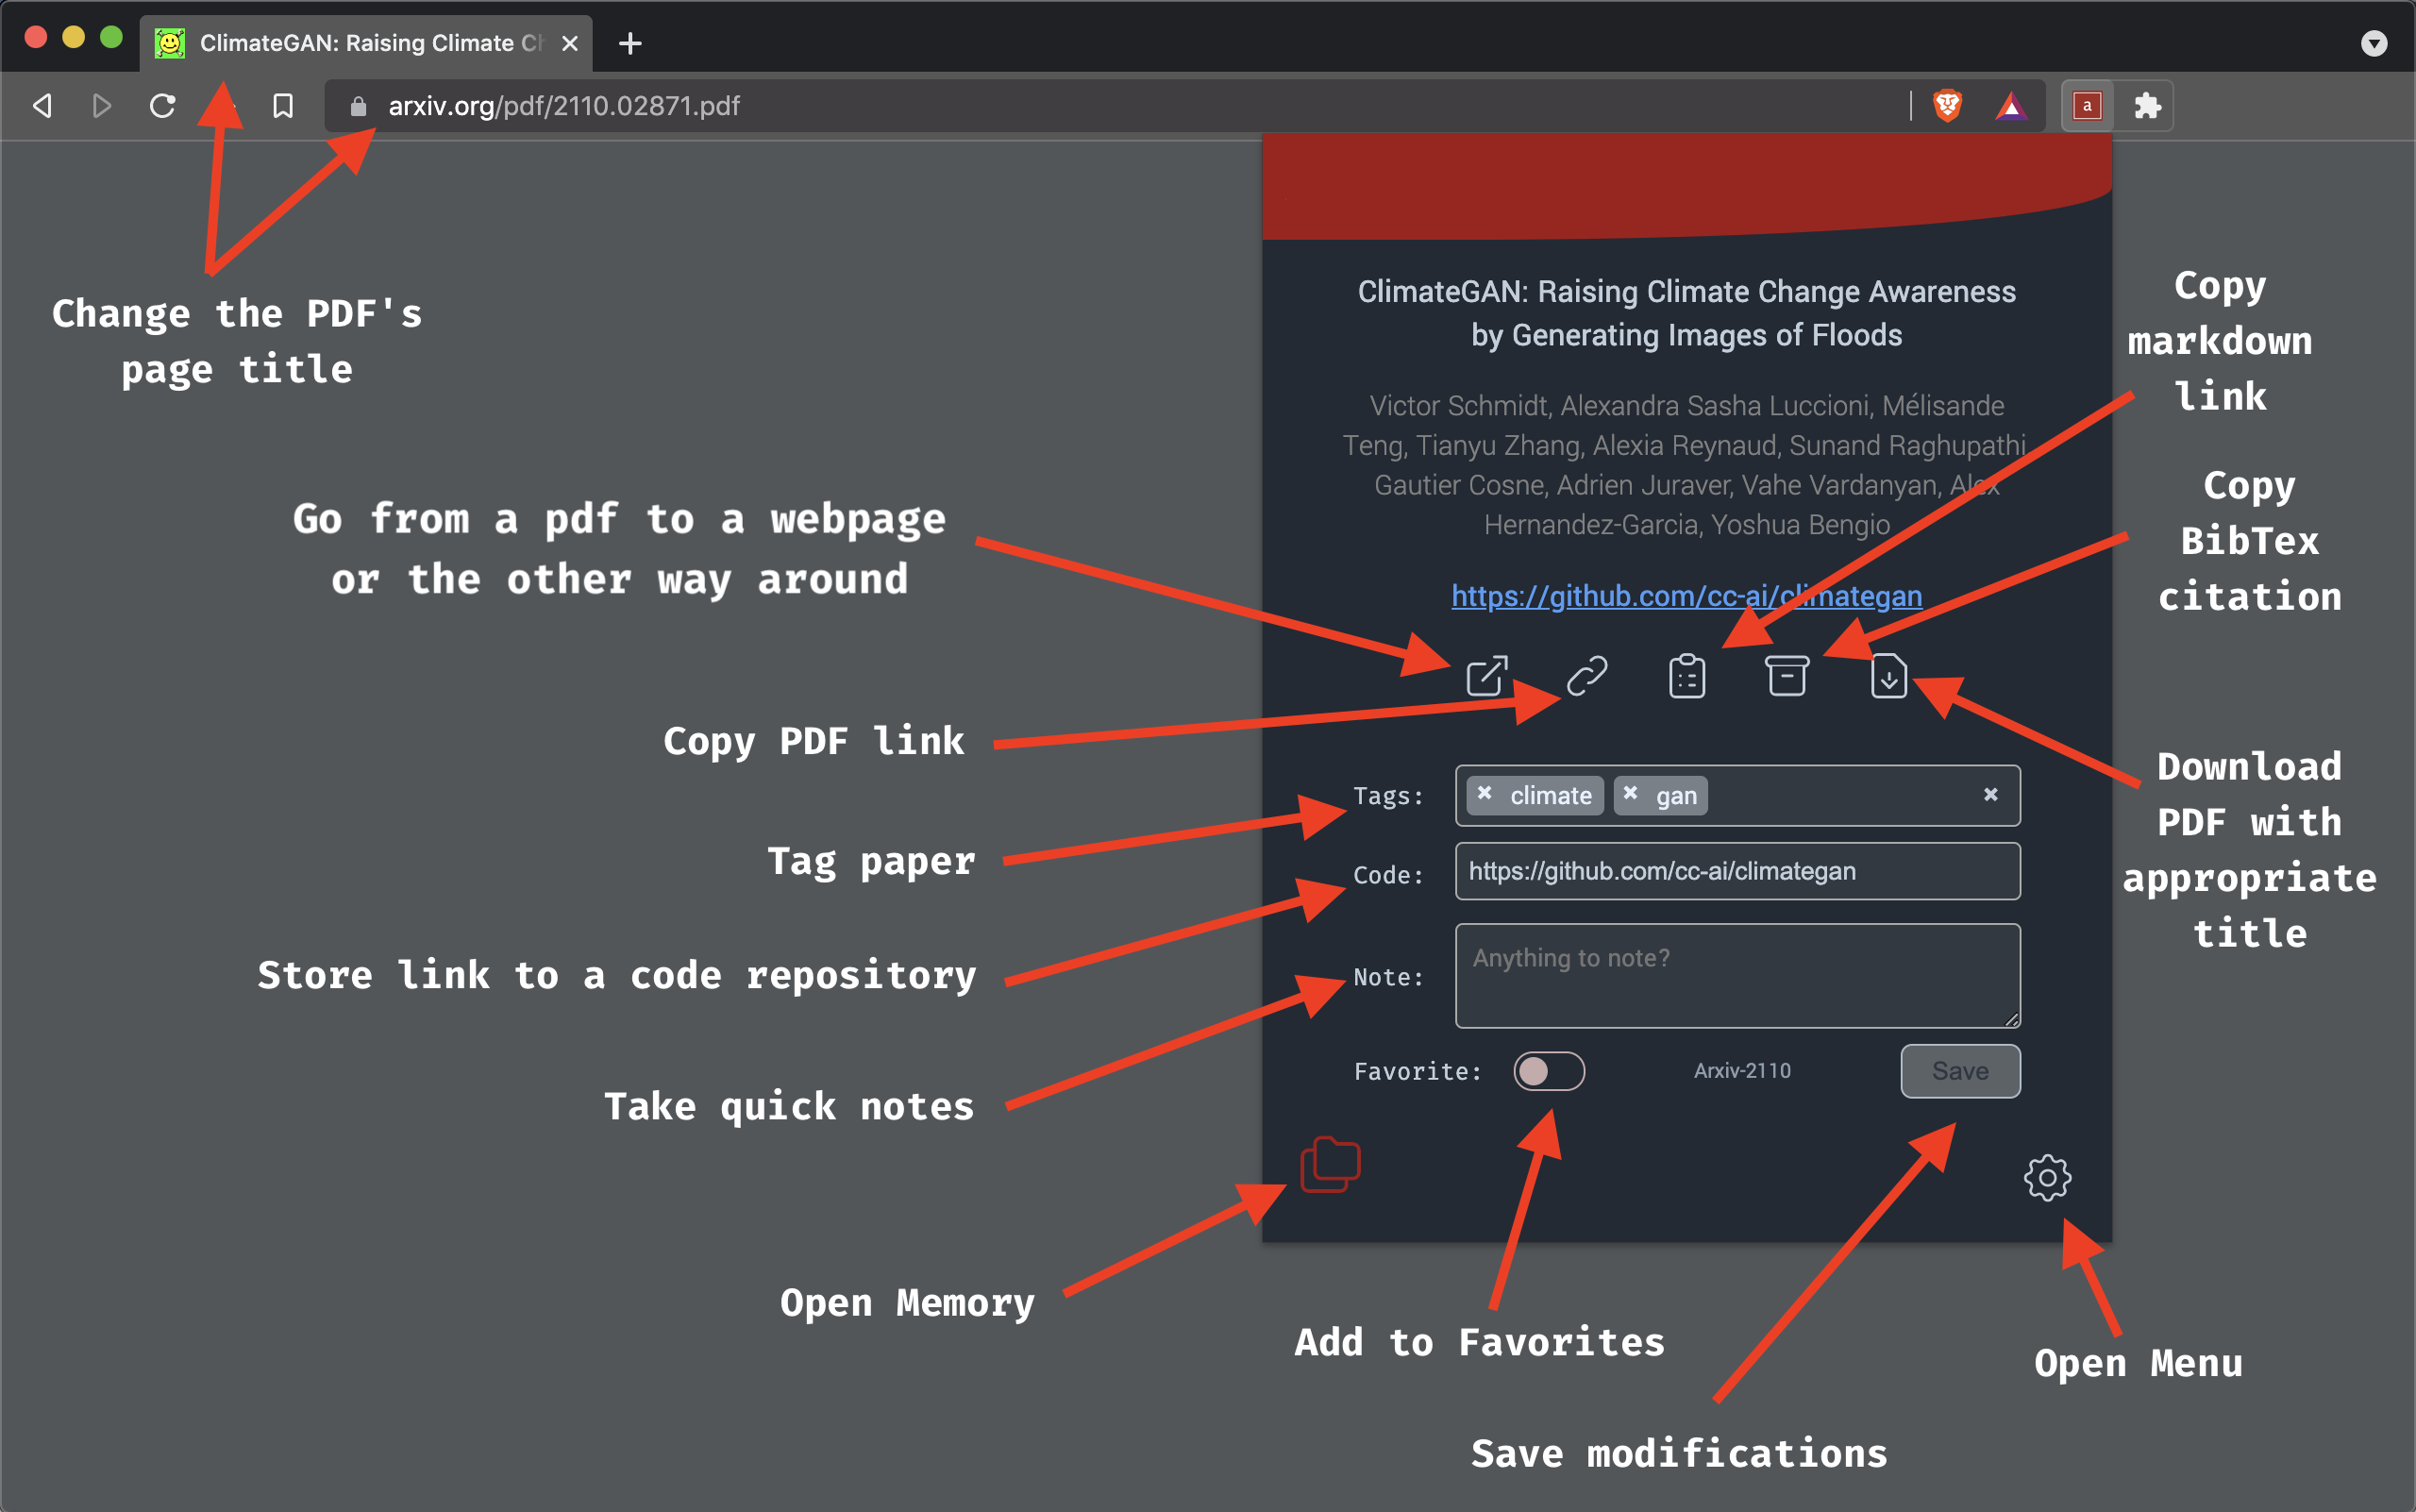 ClimateGAN: Raising Climate Ch
arxiv.org/pdf/2110.02871.pdf
a
Change the PDF's
page title
ClimateGAN: Raising Climate Change Awareness
by Generating Images of Floods
Copy
markdown
link
Victor Schmidt, Alexandra Sasha Luccioni, Mélisande
Teng, Tianyu Zhang, Alexia Reynaud, Sunand Raghupathi
Gautier Cosne, Adrien Juraver, Vahe Vardanyan, Alex
Hernandez-Garcia, Yoshua Bengio
Go from a pdf to a webpage
or the other way around
Copy
BibTex
citation
https://github.com/cc-ai/climategan
Copy PDF link
Download
PDF with
appropriate
title
Tags: climate gan
Tag paper
Code: https://github.com/cc-ai/climategan
Store link to a code repository
Note: Anything to note?
Take quick notes
Favorite: Arxiv-2110 Save
Open Memory
Add to Favorites
Open Menu
Save modifications